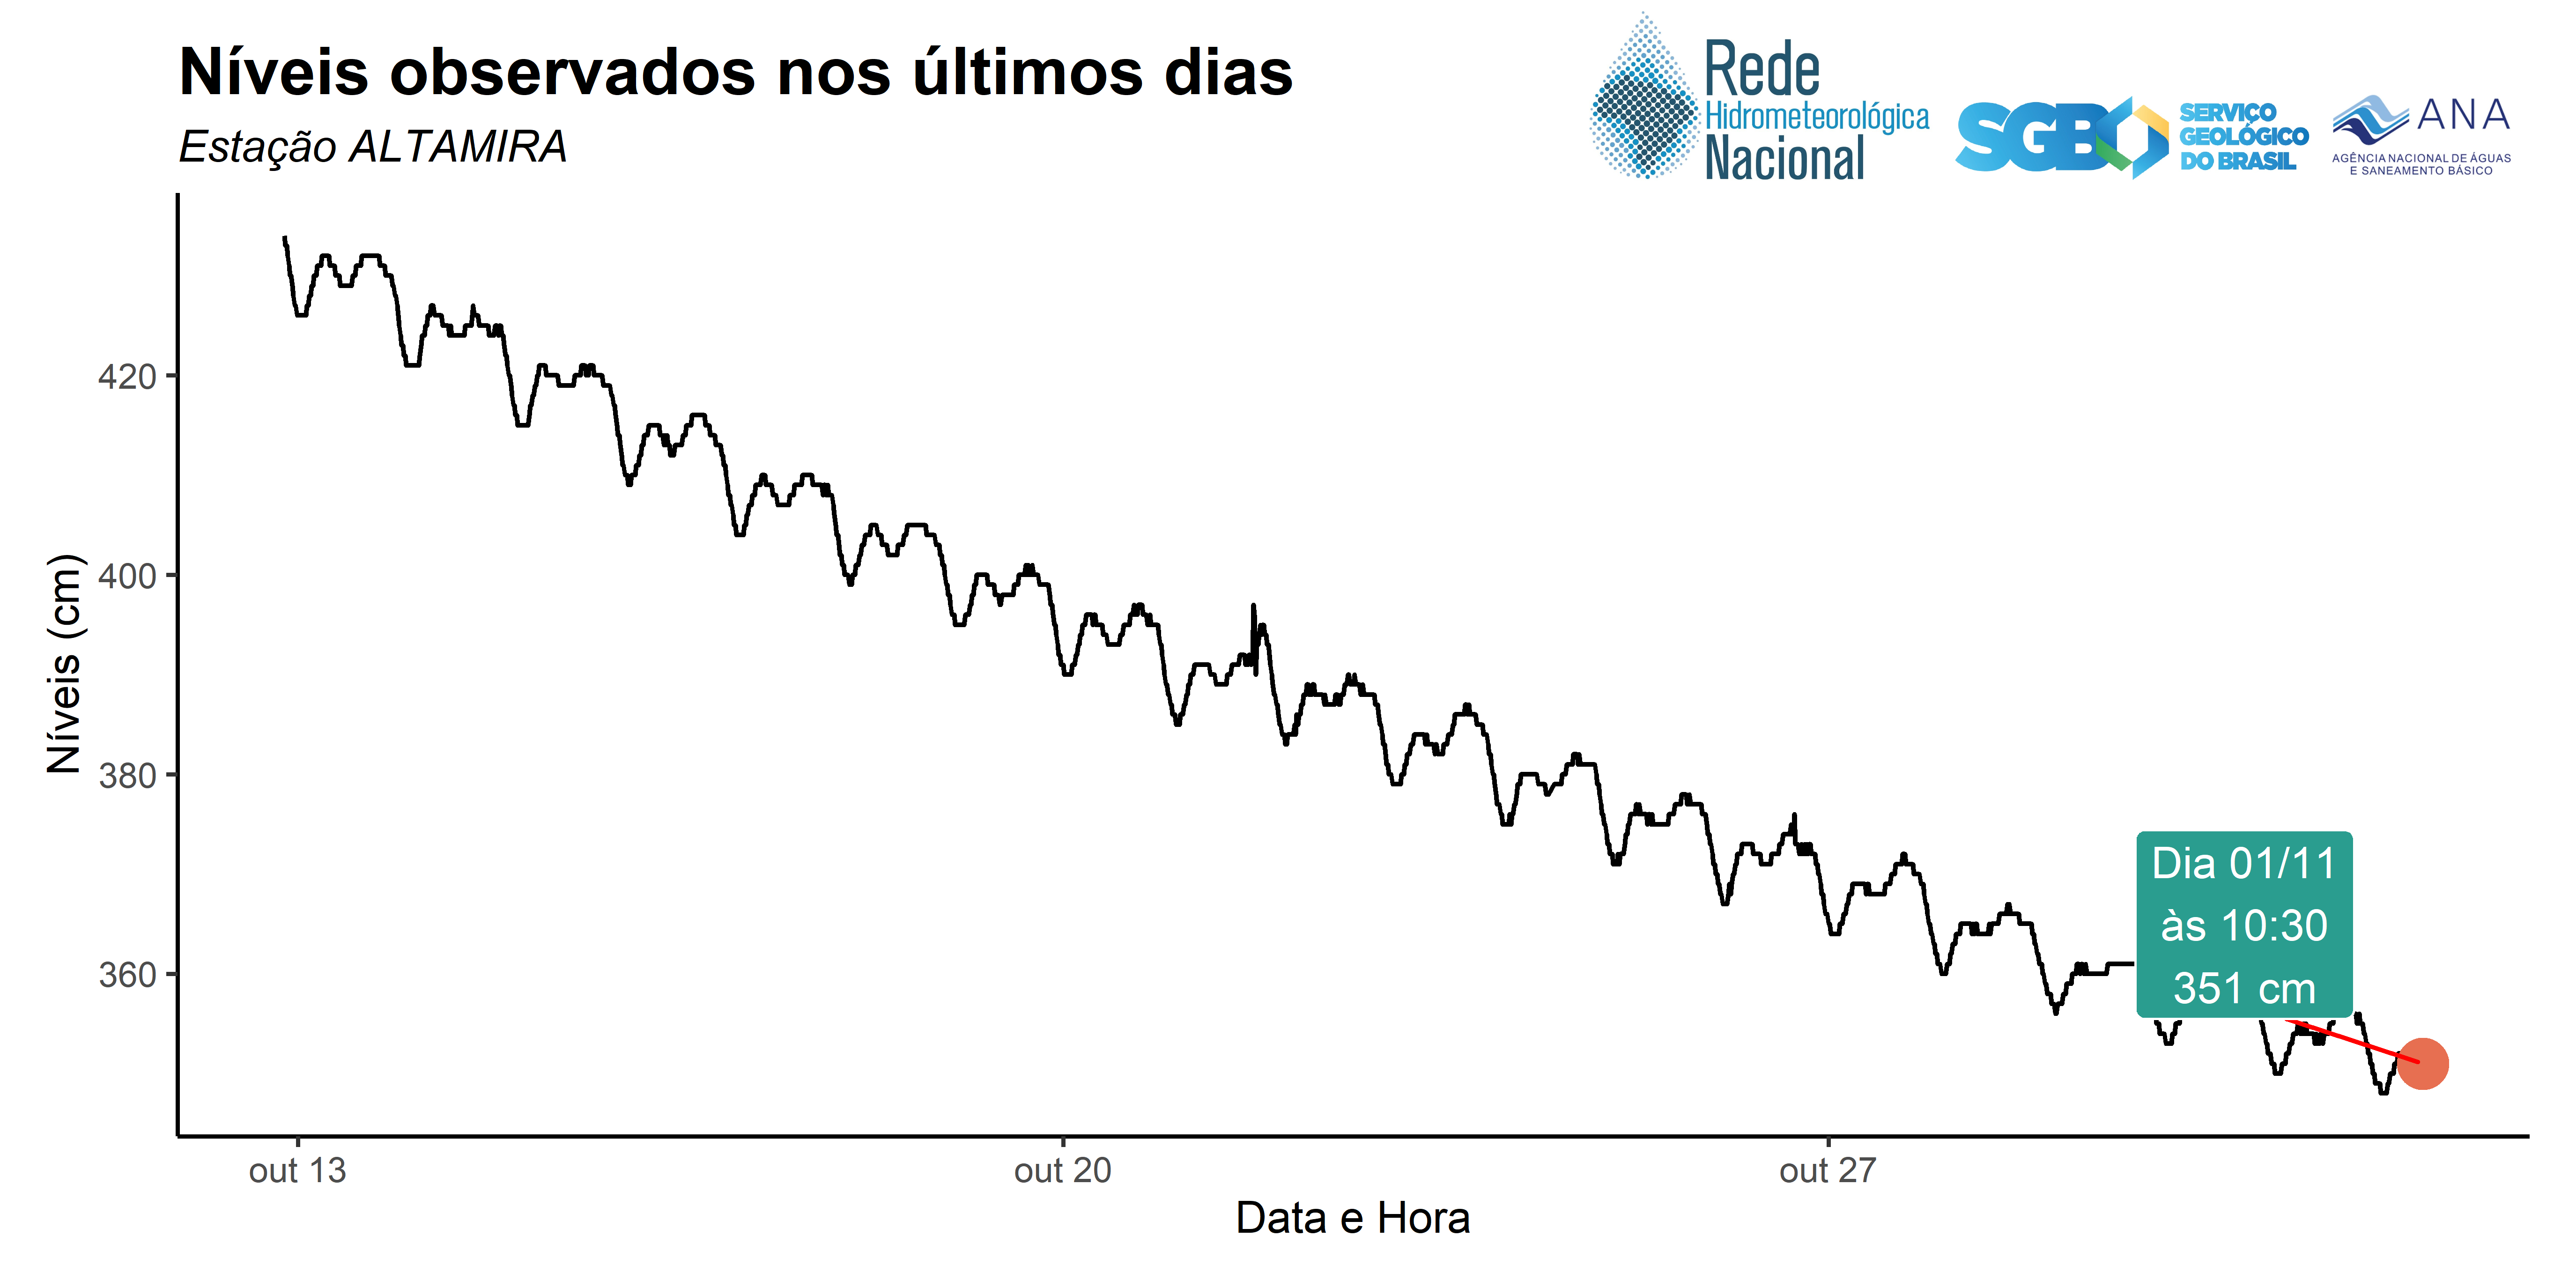 Níveis observados nos últimos dias
Estação ALTAMIRA
Rede
Hidrometeorológica
Nacional
SGB
SERVIÇO
GEOLÓGICO
DO BRASIL
ANA
AGÊNCIA NACIONAL DE ÁGUAS
E SANEAMENTO BÁSICO
Níveis (cm)
420
400
380
360
Dia 01/11
às 10:30
351 cm
out 13
out 20
out 27
Data e Hora